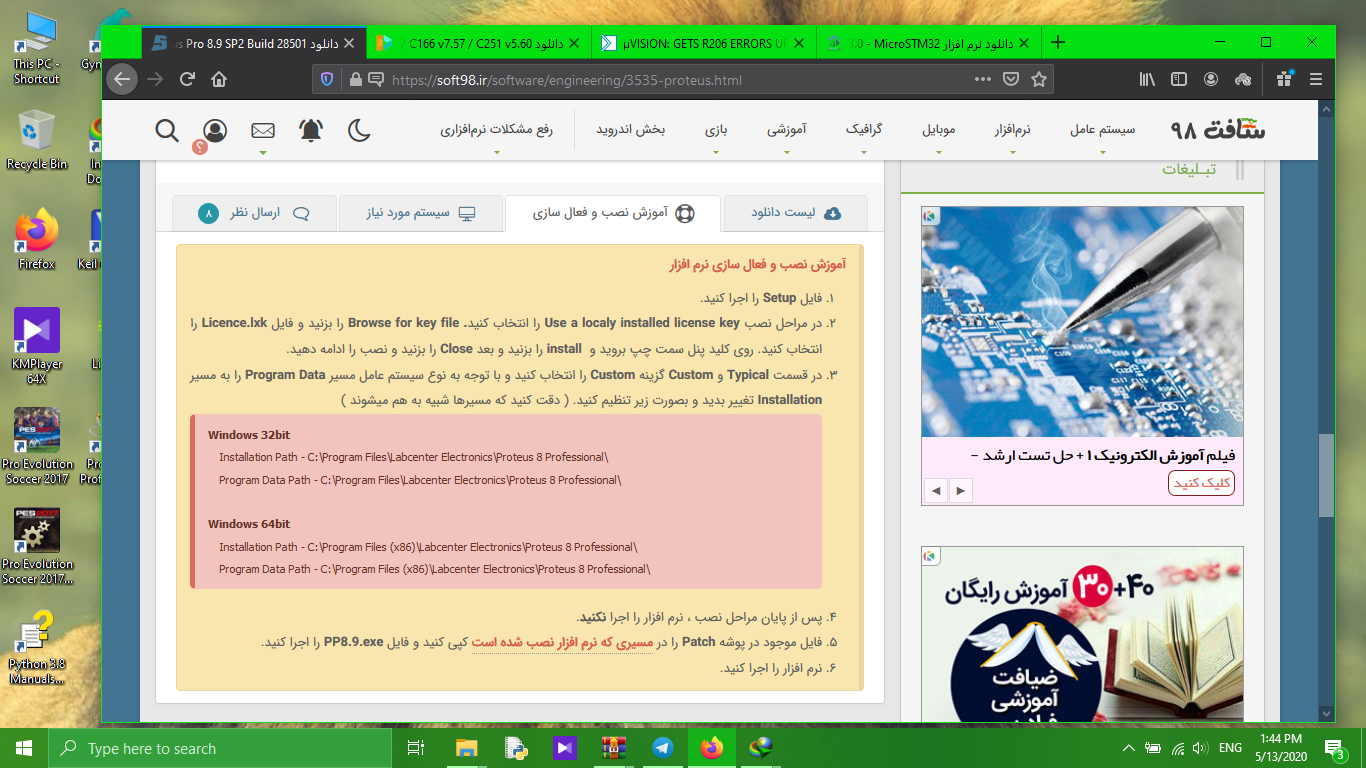 This PC - Shortcut
Recycle Bin
Firefox
KMPlayer 64X
Pro Evolution Soccer 2017
Pro Evolution Soccer 2017...
Python 3.8 Manuals...
دانلود Pro 8.9 SP2 Build 28501
دانلود C166 v7.57 / C251 v5.60 /
µVISION: GETS R206 ERRORS
دانلود نرم افزار MicroSTM32 - 3.0
https://soft98.ir/software/engineering/3535-proteus.html
سافت ۹۸
سیستم عامل
نرم‌افزار
موبایل
گرافیک
آموزشی
بازی
بخش اندروید
رفع مشکلات نرم‌افزاری
؟
تبـلیغات
لیست دانلود
آموزش نصب و فعال سازی
سیستم مورد نیاز
ارسال نظر ۸
آموزش نصب و فعال سازی نرم افزار
۱. فایل Setup را اجرا کنید.
۲. در مراحل نصب Use a localy installed license key را انتخاب کنید. Browse for key file را بزنید و فایل Licence.lxk را
انتخاب کنید. روی کلید پنل سمت چپ بروید و install را بزنید و بعد Close را بزنید و نصب را ادامه دهید.
۳. در قسمت Typical و Custom گزینه Custom را انتخاب کنید و با توجه به نوع سیستم عامل مسیر Program Data را به مسیر
Installation تغییر بدید و بصورت زیر تنظیم کنید. ( دقت کنید که مسیرها شبیه به هم میشوند )
Windows 32bit
Installation Path - C:\Program Files\Labcenter Electronics\Proteus 8 Professional\
Program Data Path - C:\Program Files\Labcenter Electronics\Proteus 8 Professional\
Windows 64bit
Installation Path - C:\Program Files (x86)\Labcenter Electronics\Proteus 8 Professional\
Program Data Path - C:\Program Files (x86)\Labcenter Electronics\Proteus 8 Professional\
۴. پس از پایان مراحل نصب ، نرم افزار را اجرا نکنید.
۵. فایل موجود در پوشه Patch را در مسیری که نرم افزار نصب شده است کپی کنید و فایل PP8.9.exe را اجرا کنید.
۶. نرم افزار را اجرا کنید.
فیلم آموزش الکترونیک ۱ + حل تست ارشد -
کلیک کنید
۳۰+۴۰ آموزش رایگان
ضیافت
آموزشی
Type here to search
ENG
1:44 PM
5/13/2020
3